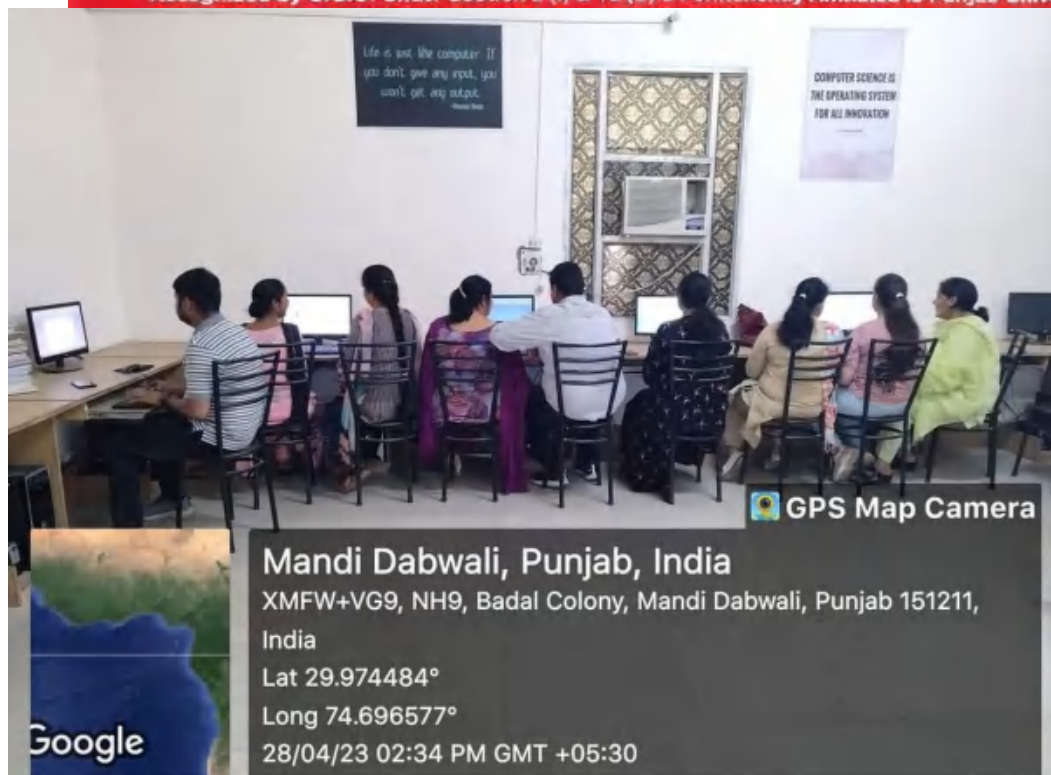 Life is just like computer. If
you don't give any input, you
won't get any output.
COMPUTER SCIENCE IS
THE OPERATING SYSTEM
FOR ALL INNOVATION
GPS Map Camera
Mandi Dabwali, Punjab, India
XMFW+VG9, NH9, Badal Colony, Mandi Dabwali, Punjab 151211,
India
Lat 29.974484°
Long 74.696577°
28/04/23 02:34 PM GMT +05:30
Google